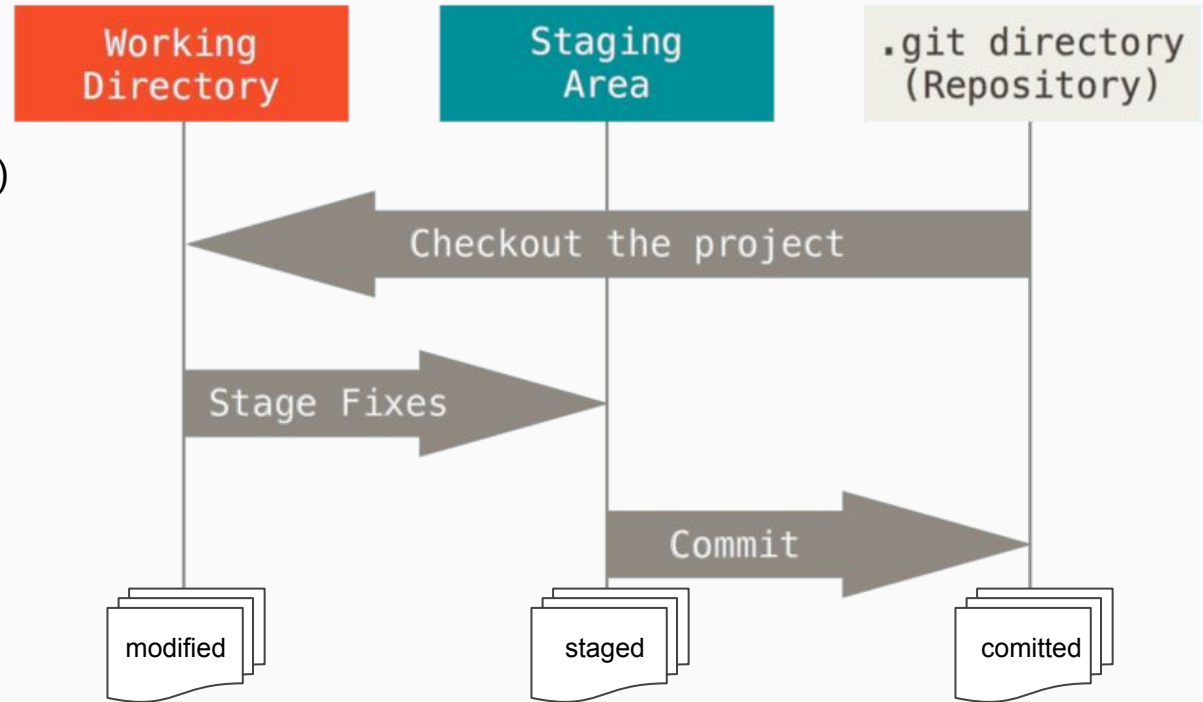 Working
Directory
Staging
Area
.git directory
(Repository)
)
Checkout the project
Stage Fixes
Commit
modified
staged
comitted